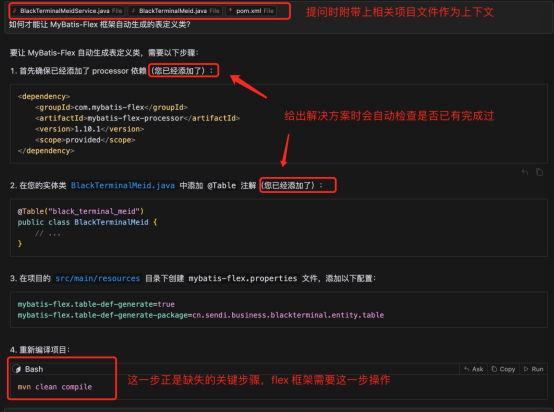 BlackTerminalMeidService.java File BlackTerminalMeid.java File pom.xml File
提问时附带上相关项目文件作为上下文
如何才能让 MyBatis-Flex 框架自动生成的表定义类?
要让 MyBatis-Flex 自动生成表定义类，需要以下步骤：
1. 首先确保已经添加了 processor 依赖（您已经添加了）：
<dependency>
<groupId>com.mybatis-flex</groupId>
<artifactId>mybatis-flex-processor</artifactId>
<version>1.10.1</version>
<scope>provided</scope>
</dependency>
给出解决方案时会自动检查是否已有完成过
2. 在您的实体类 BlackTerminalMeid.java 中添加 @Table 注解（您已经添加了）：
@Table("black_terminal_meid")
public class BlackTerminalMeid {
// ...
}
3. 在项目的 src/main/resources 目录下创建 mybatis-flex.properties 文件，添加以下配置：
mybatis-flex.table-def-generate=true
mybatis-flex.table-def-generate-package=cn.sendi.business.blackterminal.entity.table
4. 重新编译项目：
Bash
Ask Copy Run
mvn clean compile
这一步正是缺失的关键步骤，flex 框架需要这一步操作